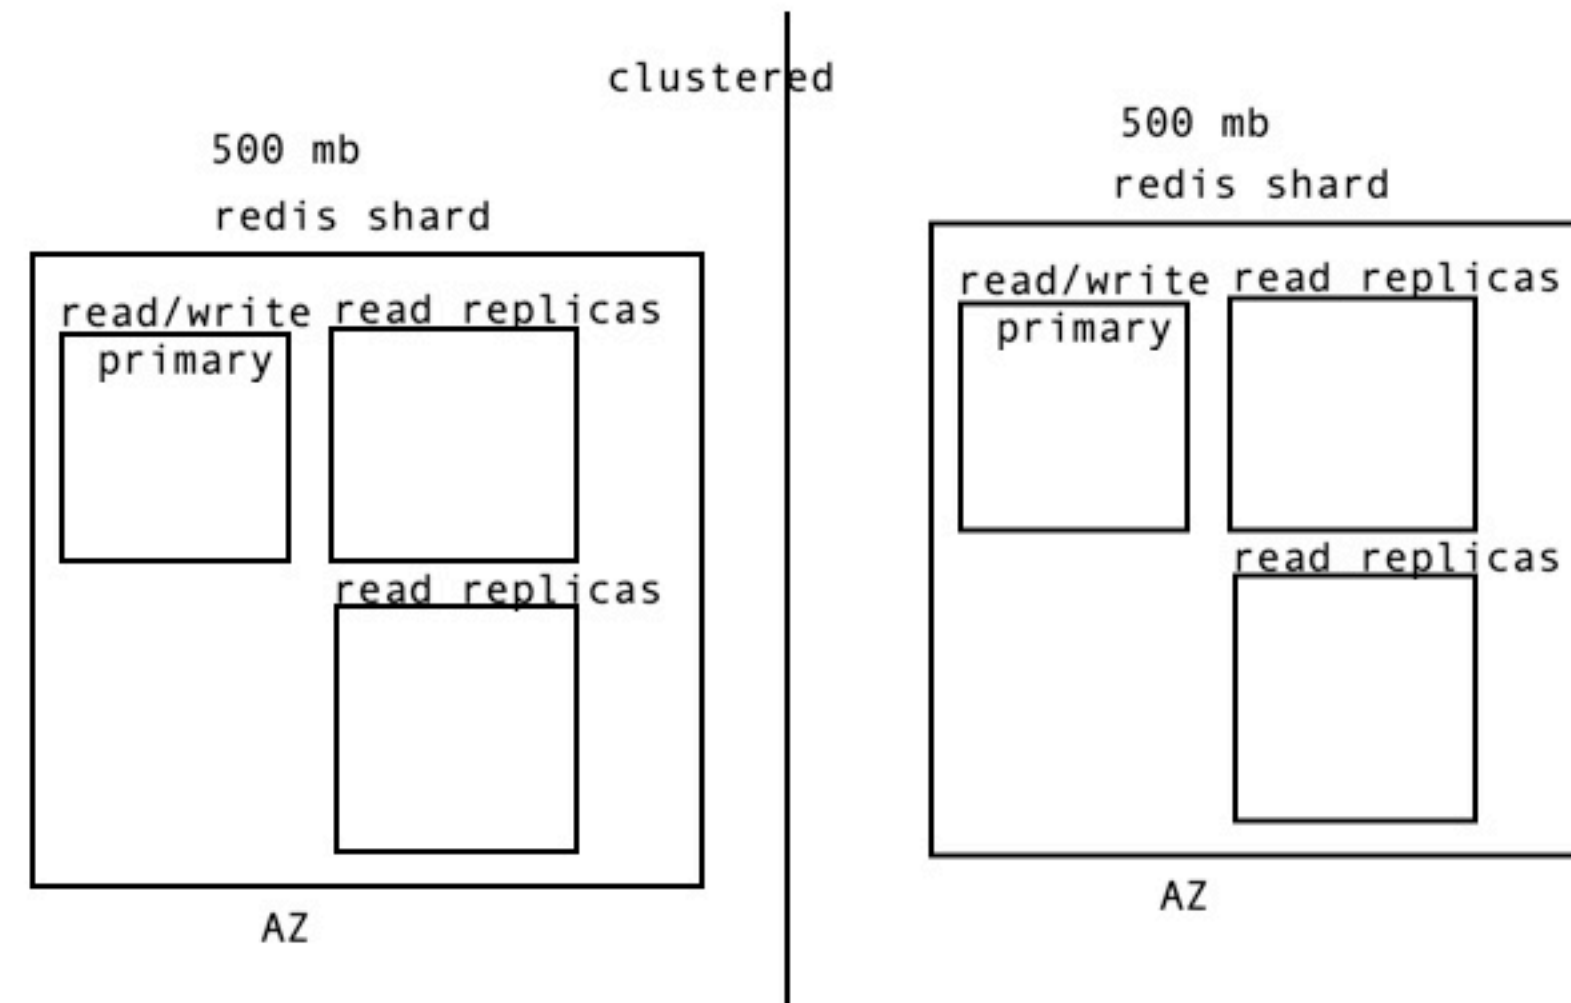 clustered
500 mb
redis shard
read/write
primary
read replicas
read replicas
AZ
500 mb
redis shard
read/write
primary
read replicas
read replicas
AZ